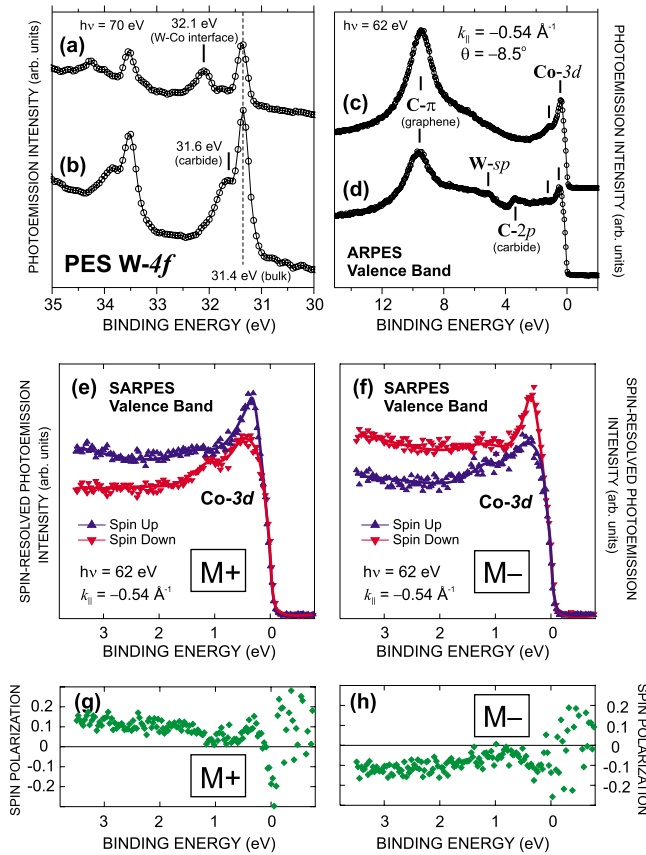 hν = 70 eV
32.1 eV
(W-Co interface)
(a)
31.6 eV
(carbide)
(b)
PES W-4f
31.4 eV (bulk)
PHOTOEMISSION INTENSITY (arb. units)
35 34 33 32 31 30
BINDING ENERGY (eV)
hν = 62 eV
k|| = –0.54 Å-1
θ = –8.5°
Co-3d
(c)
C-π
(graphene)
W-sp
(d)
C-2p
(carbide)
ARPES
Valence Band
PHOTOEMISSION INTENSITY (arb. units)
12 8 4 0
BINDING ENERGY (eV)
(e)
SARPES
Valence Band
Co-3d
Spin Up
Spin Down
M+
hν = 62 eV
k|| = –0.54 Å-1
SPIN-RESOLVED PHOTOEMISSION
INTENSITY (arb. units)
3 2 1 0
BINDING ENERGY (eV)
(f)
SARPES
Valence Band
Co-3d
Spin Up
Spin Down
M–
hν = 62 eV
k|| = –0.54 Å-1
SPIN-RESOLVED PHOTOEMISSION
INTENSITY (arb. units)
3 2 1 0
BINDING ENERGY (eV)
(g)
M+
SPIN POLARIZATION
0.2
0.1
0
-0.1
-0.2
3 2 1 0
BINDING ENERGY (eV)
(h)
M–
SPIN POLARIZATION
0.2
0.1
0
-0.1
-0.2
3 2 1 0
BINDING ENERGY (eV)